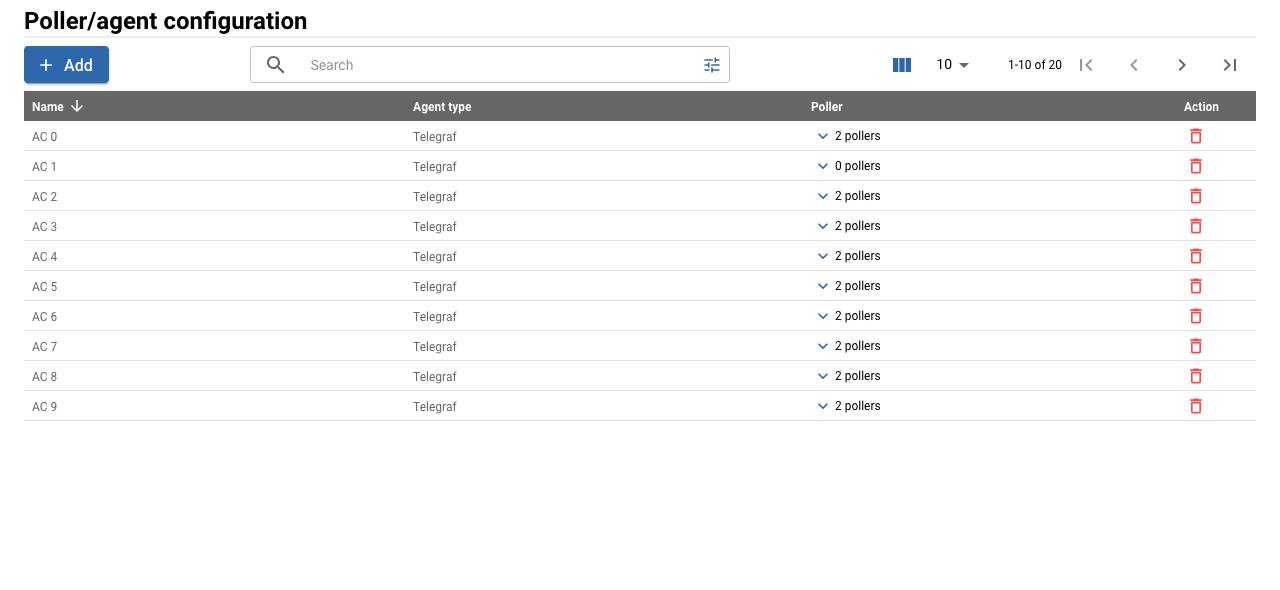 Poller/agent configuration
Add Search 10 1-10 of 20
Name Agent type Poller Action
AC 0 Telegraf 2 pollers
AC 1 Telegraf 0 pollers
AC 2 Telegraf 2 pollers
AC 3 Telegraf 2 pollers
AC 4 Telegraf 2 pollers
AC 5 Telegraf 2 pollers
AC 6 Telegraf 2 pollers
AC 7 Telegraf 2 pollers
AC 8 Telegraf 2 pollers
AC 9 Telegraf 2 pollers